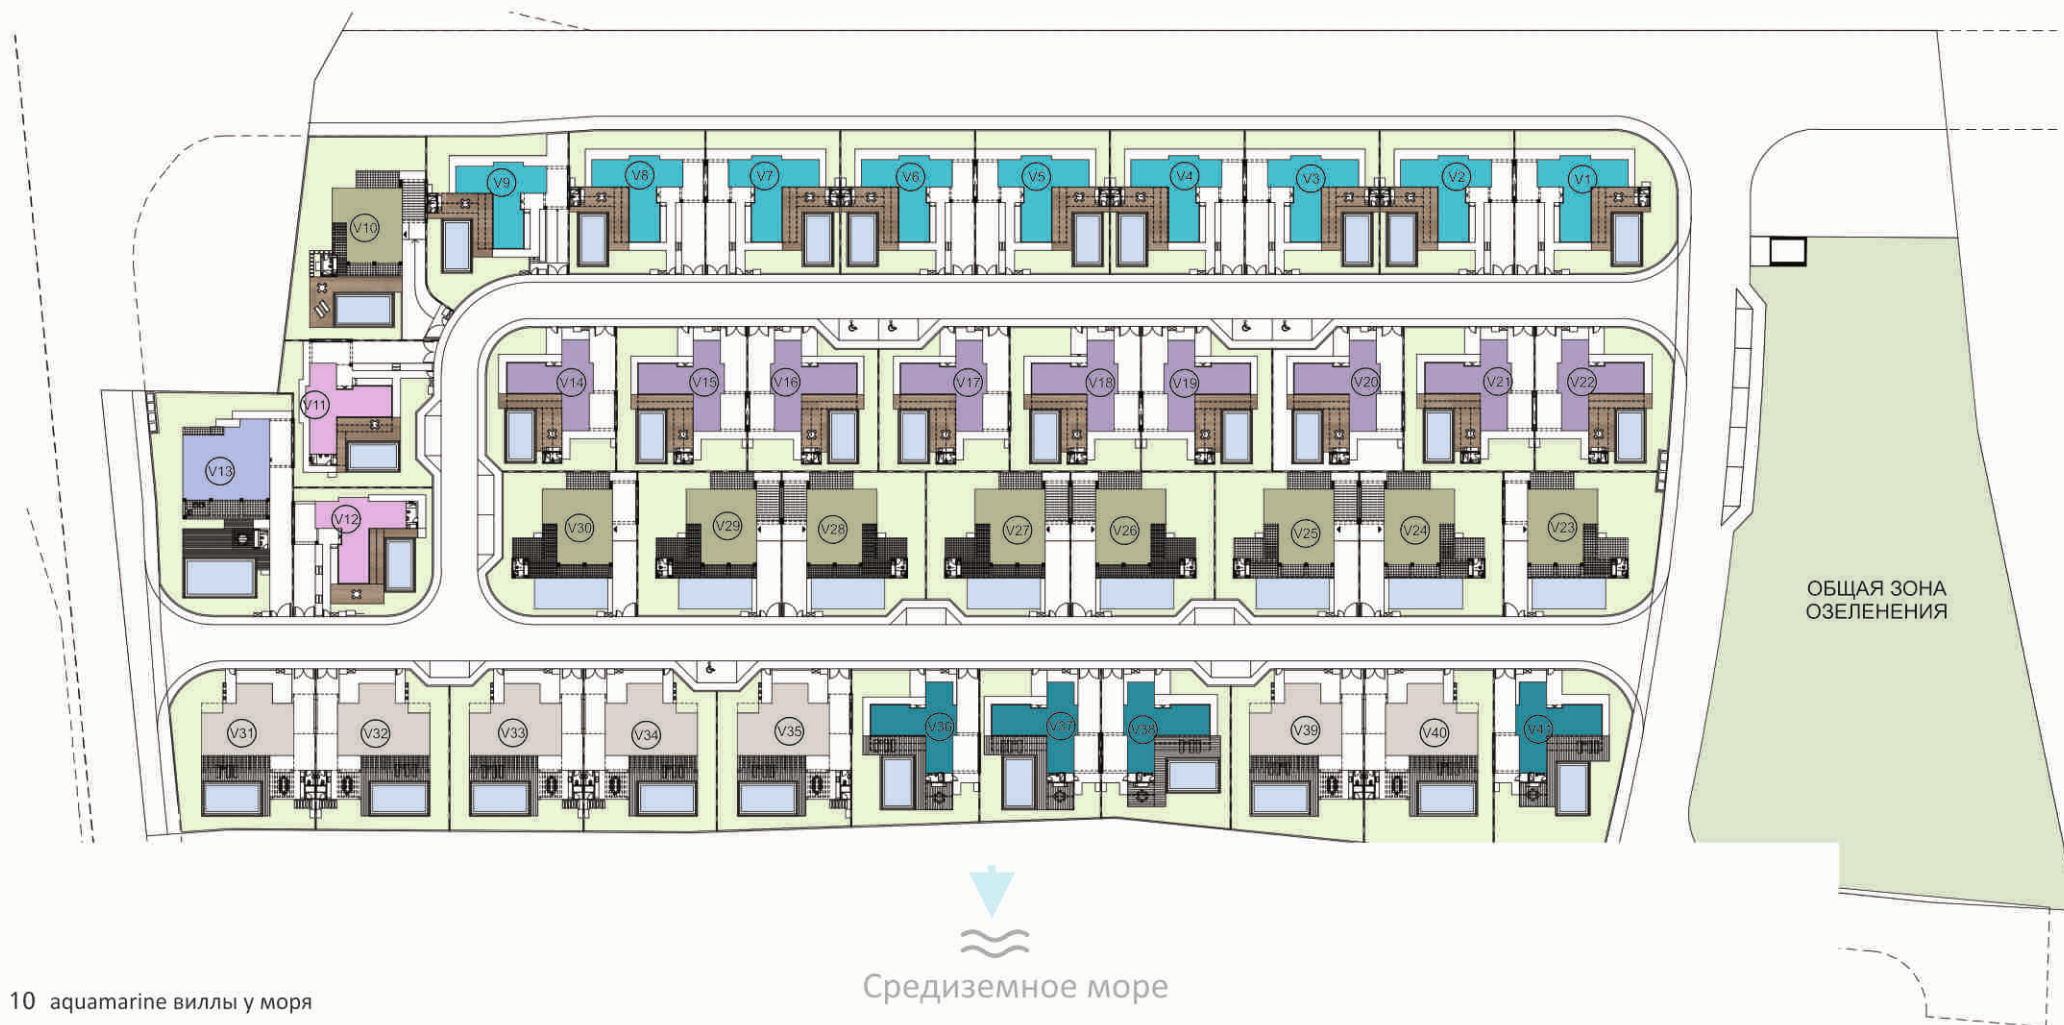 V9 V8 V7 V6 V5 V4 V3 V2 V1
V10
V11 V14 V15 V16 V17 V18 V19 V20 V21 V22
V13
V12 V30 V29 V28 V27 V26 V25 V24 V23
ОБЩАЯ ЗОНА
ОЗЕЛЕНЕНИЯ
V31 V32 V33 V34 V35 V36 V37 V38 V39 V40 V41
Средиземное море
10 aquamarine виллы у моря